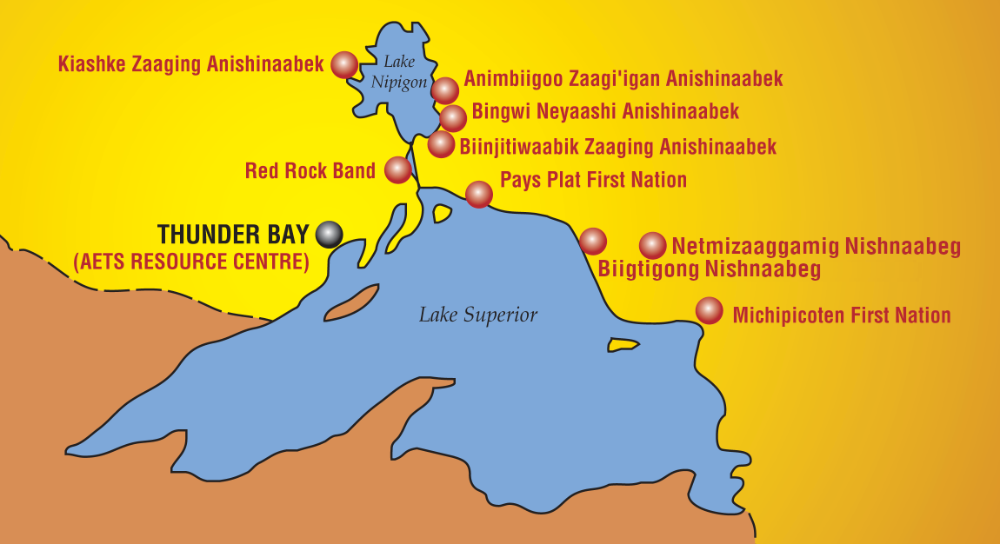 Kiashke Zaaging Anishinaabek
Lake
Nipigon
Animbiigoo Zaagi'igan Anishinaabek
Bingwi Neyaashi Anishinaabek
Biinjitiwaabik Zaaging Anishinaabek
Red Rock Band
Pays Plat First Nation
THUNDER BAY
(AETS RESOURCE CENTRE)
Netmizaaggamig Nishnaabeg
Biigtigong Nishnaabeg
Lake Superior
Michipicoten First Nation